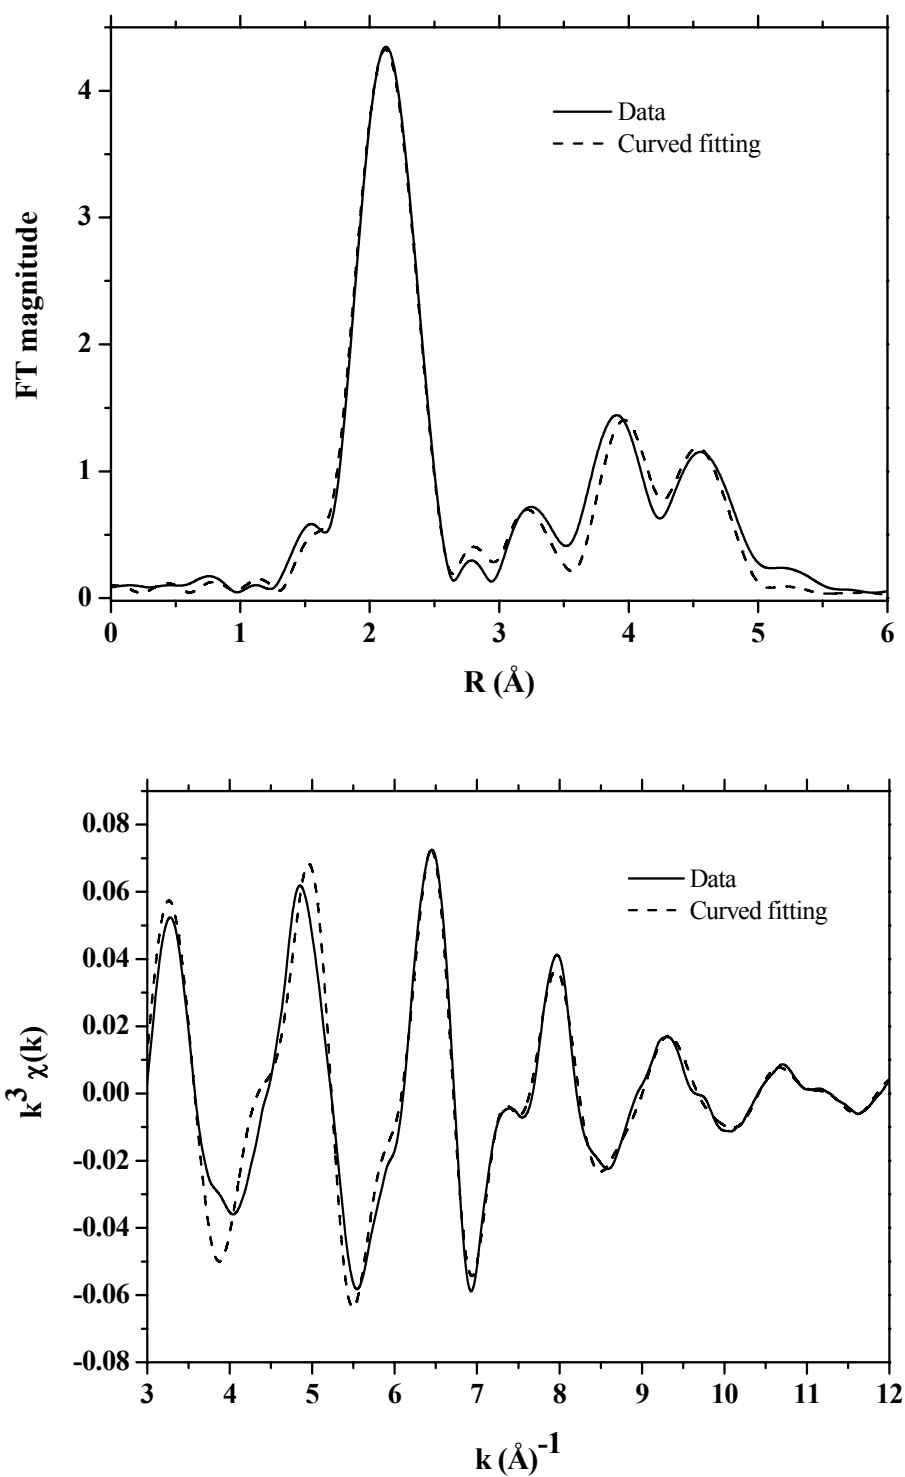 4
3
2
1
0
FT magnitude
Data
Curved fitting
0 1 2 3 4 5 6
R (Å)
0.08
0.06
0.04
0.02
0.00
-0.02
-0.04
-0.06
-0.08
k³ χ(k)
Data
Curved fitting
3 4 5 6 7 8 9 10 11 12
k (Å)⁻¹